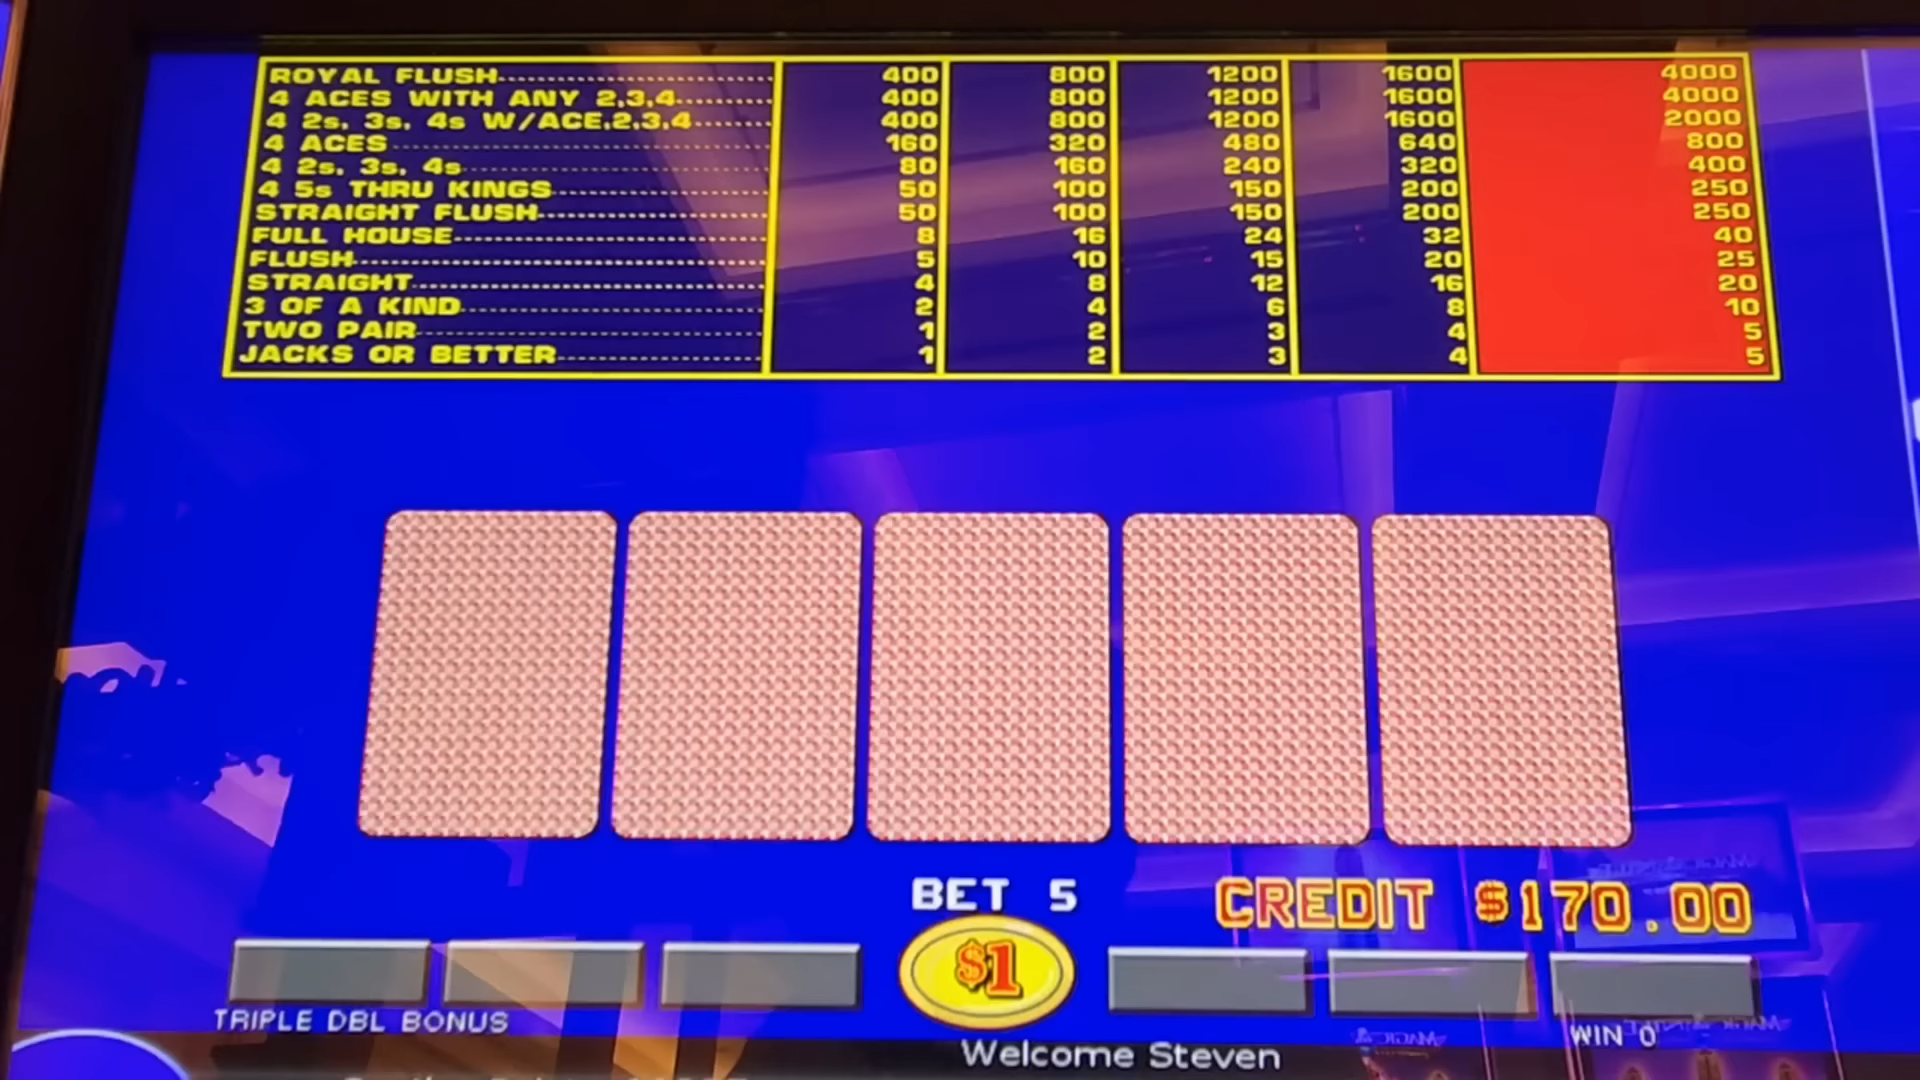 ROYAL FLUSH 400 800 1200 1600 4000
4 ACES WITH ANY 2,3,4 400 800 1200 1600 4000
4 2s, 3s, 4s W/ACE,2,3,4 400 800 1200 1600 2000
4 ACES 160 320 480 640 800
4 2s, 3s, 4s 80 160 240 320 400
4 5s THRU KINGS 50 100 150 200 250
STRAIGHT FLUSH 50 100 150 200 250
FULL HOUSE 8 16 24 32 40
FLUSH 5 10 15 20 25
STRAIGHT 4 8 12 16 20
3 OF A KIND 2 4 6 8 10
TWO PAIR 1 2 3 4 5
JACKS OR BETTER 1 2 3 4 5
BET 5 CREDIT $170.00
$1
TRIPLE DBL BONUS WIN 0
Welcome Steven